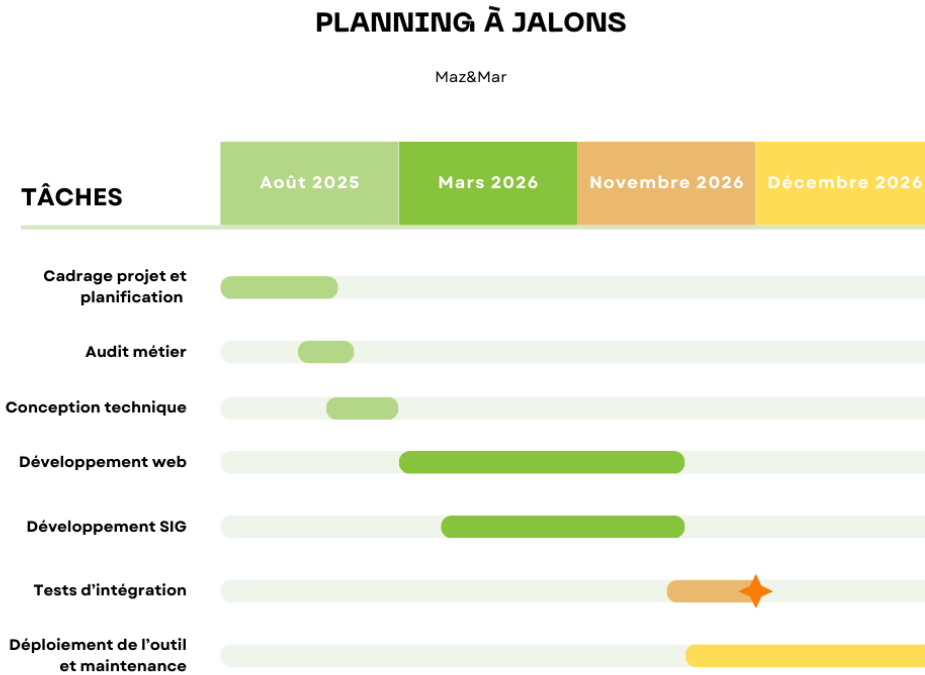 PLANNING À JALONS
Maz&Mar
TÂCHES
Août 2025
Mars 2026
Novembre 2026
Décembre 2026
Cadrage projet et
planification
Audit métier
Conception technique
Développement web
Développement SIG
Tests d’intégration
Déploiement de l’outil
et maintenance